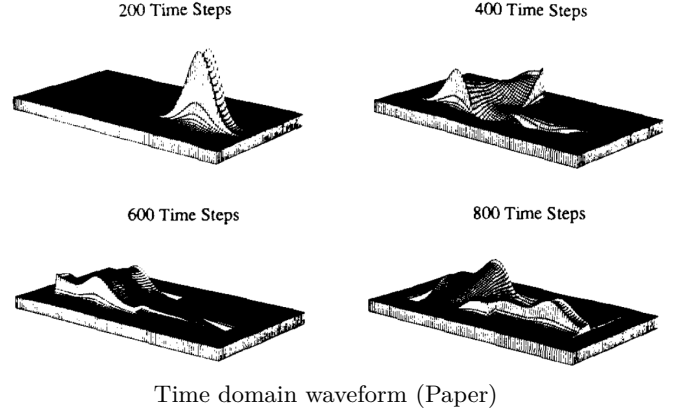 200 Time Steps
400 Time Steps
600 Time Steps
800 Time Steps
Time domain waveform (Paper)